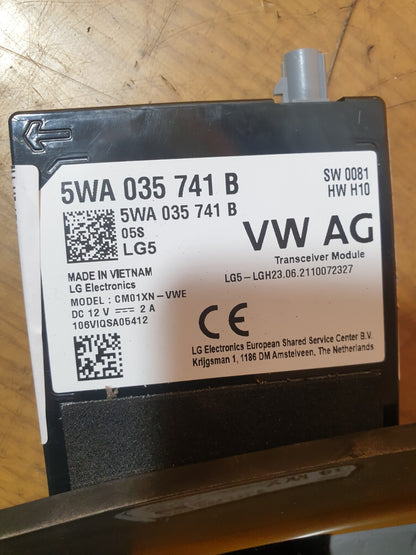 5WA 035 741 B
5WA 035 741 B
05S
LG5
SW 0081
HW H10
VW AG
Transceiver Module
LG5-LGH23.06.2110072327
MADE IN VIETNAM
LG Electronics
MODEL : CM01XN-VWE
DC 12 V ⎓ 2 A
106VIQSA05412
CE
LG Electronics European Shared Service Center B.V.
Krijgsman 1, 1186 DM Amstelveen, The Netherlands